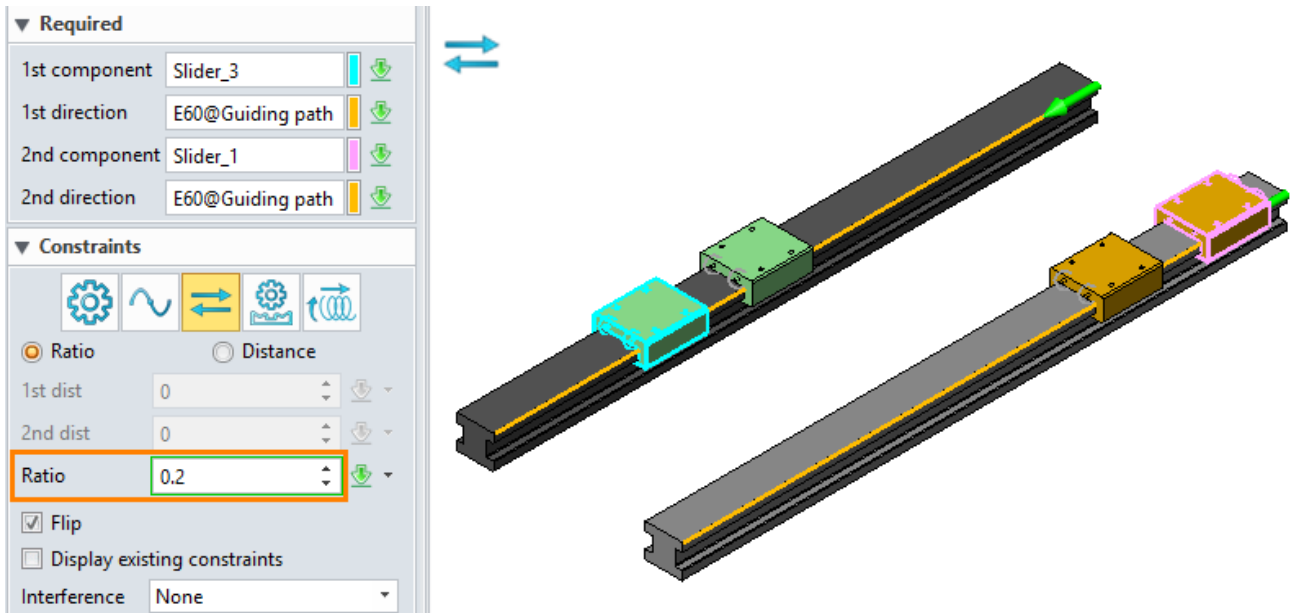 Required
1st component Slider_3
1st direction E60@Guiding path
2nd component Slider_1
2nd direction E60@Guiding path
Constraints
Ratio Distance
1st dist 0
2nd dist 0
Ratio 0.2
Flip
Display existing constraints
Interference None